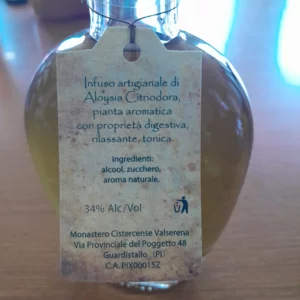 Infuso artigianale di
Aloysia Citriodora,
pianta aromatica
con proprietà digestiva,
rilassante, tonica.
Ingredienti:
alcool, zucchero,
aroma naturale.
34% Alc/Vol
Monastero Cistercense Valserena
Via Provinciale del Poggetto 48
Guardistallo (PI)
C.A. PIX00015Z